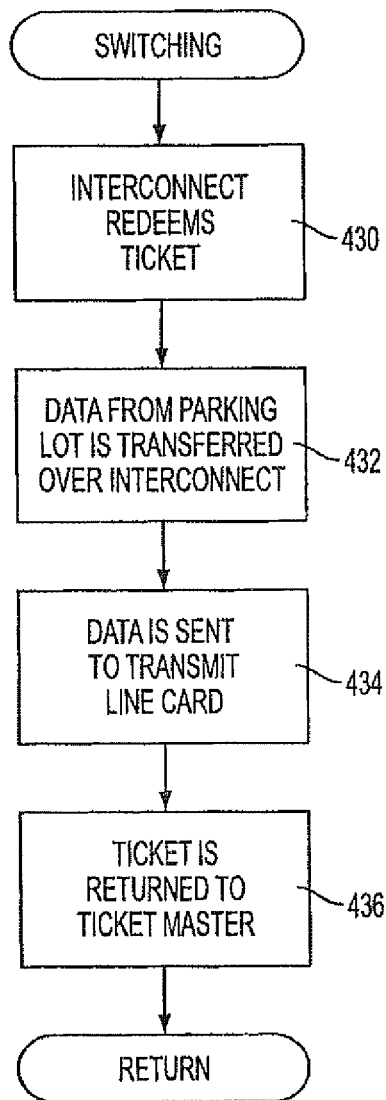 SWITCHING
INTERCONNECT
REDEEMS
TICKET
430
DATA FROM PARKING
LOT IS TRANSFERRED
OVER INTERCONNECT
432
DATA IS SENT
TO TRANSMIT
LINE CARD
434
TICKET IS
RETURNED TO
TICKET MASTER
436
RETURN